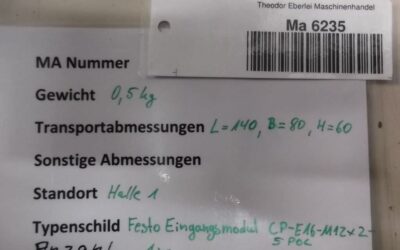 Theodor Eberlei Maschinenhandel
Ma 6235
MA Nummer
Gewicht 0,5 kg
Transportabmessungen L=140, B=80, H=60
Sonstige Abmessungen
Standort Halle 1
Typenschild Festo Eingangsmodul CP-E16-M12x2-
5POL